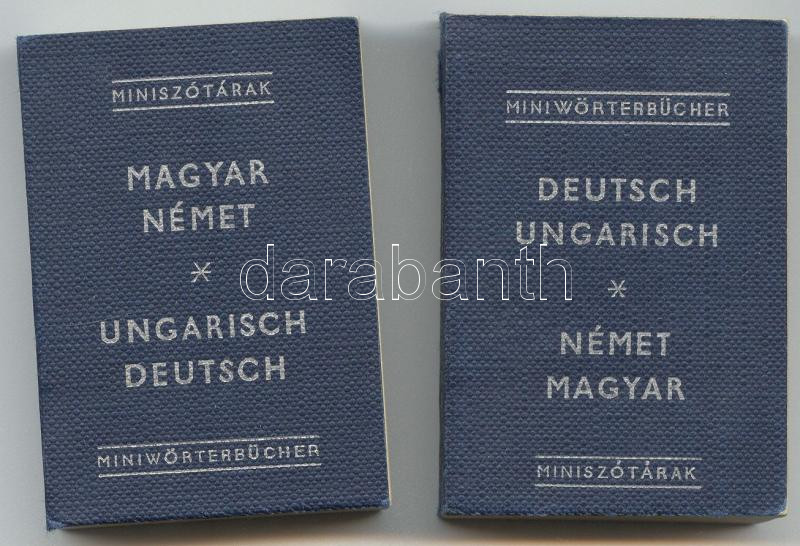 MINISZÓTÁRAK
MAGYAR
NÉMET
UNGARISCH
DEUTSCH
MINIWÖRTERBÜCHER
MINIWÖRTERBÜCHER
DEUTSCH
UNGARISCH
NÉMET
MAGYAR
MINISZÓTÁRAK
darabanth